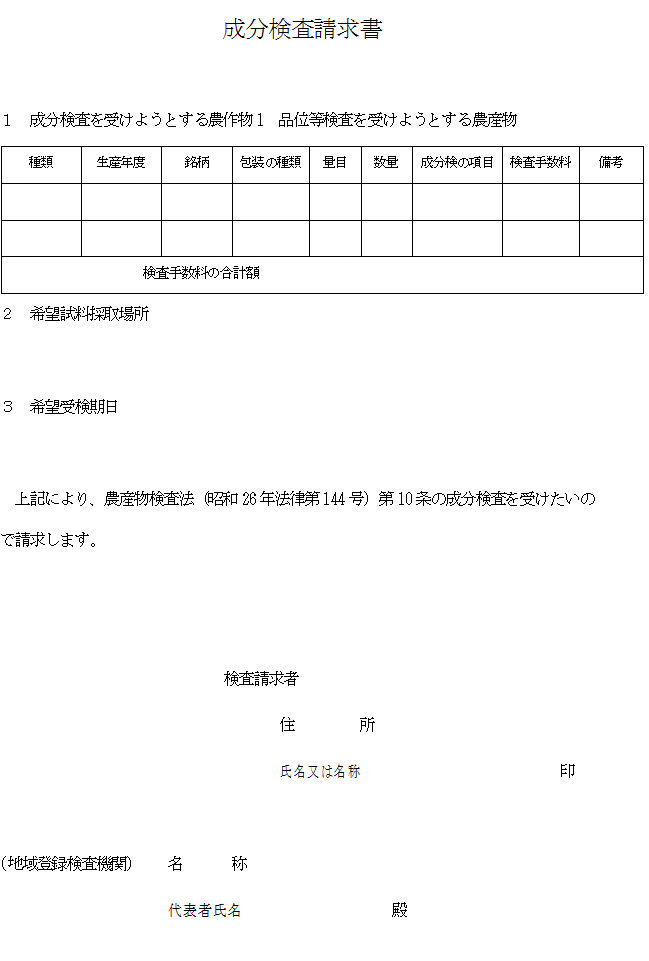 成分検査請求書
１　成分検査を受けようとする農作物１　品位等検査を受けようとする農産物
種類　生産年度　銘柄　包装の種類　量目　数量　成分検の項目　検査手数料　備考
検査手数料の合計額
２　希望試料採取場所
３　希望受検期日
上記により、農産物検査法（昭和26年法律第144号）第10条の成分検査を受けたいの
で請求します。
検査請求者
住　　　　所
氏名又は名称　　　　　　　　　　　　　印
（地域登録検査機関）　　名　　　称
代表者氏名　　　　　　　　　　殿